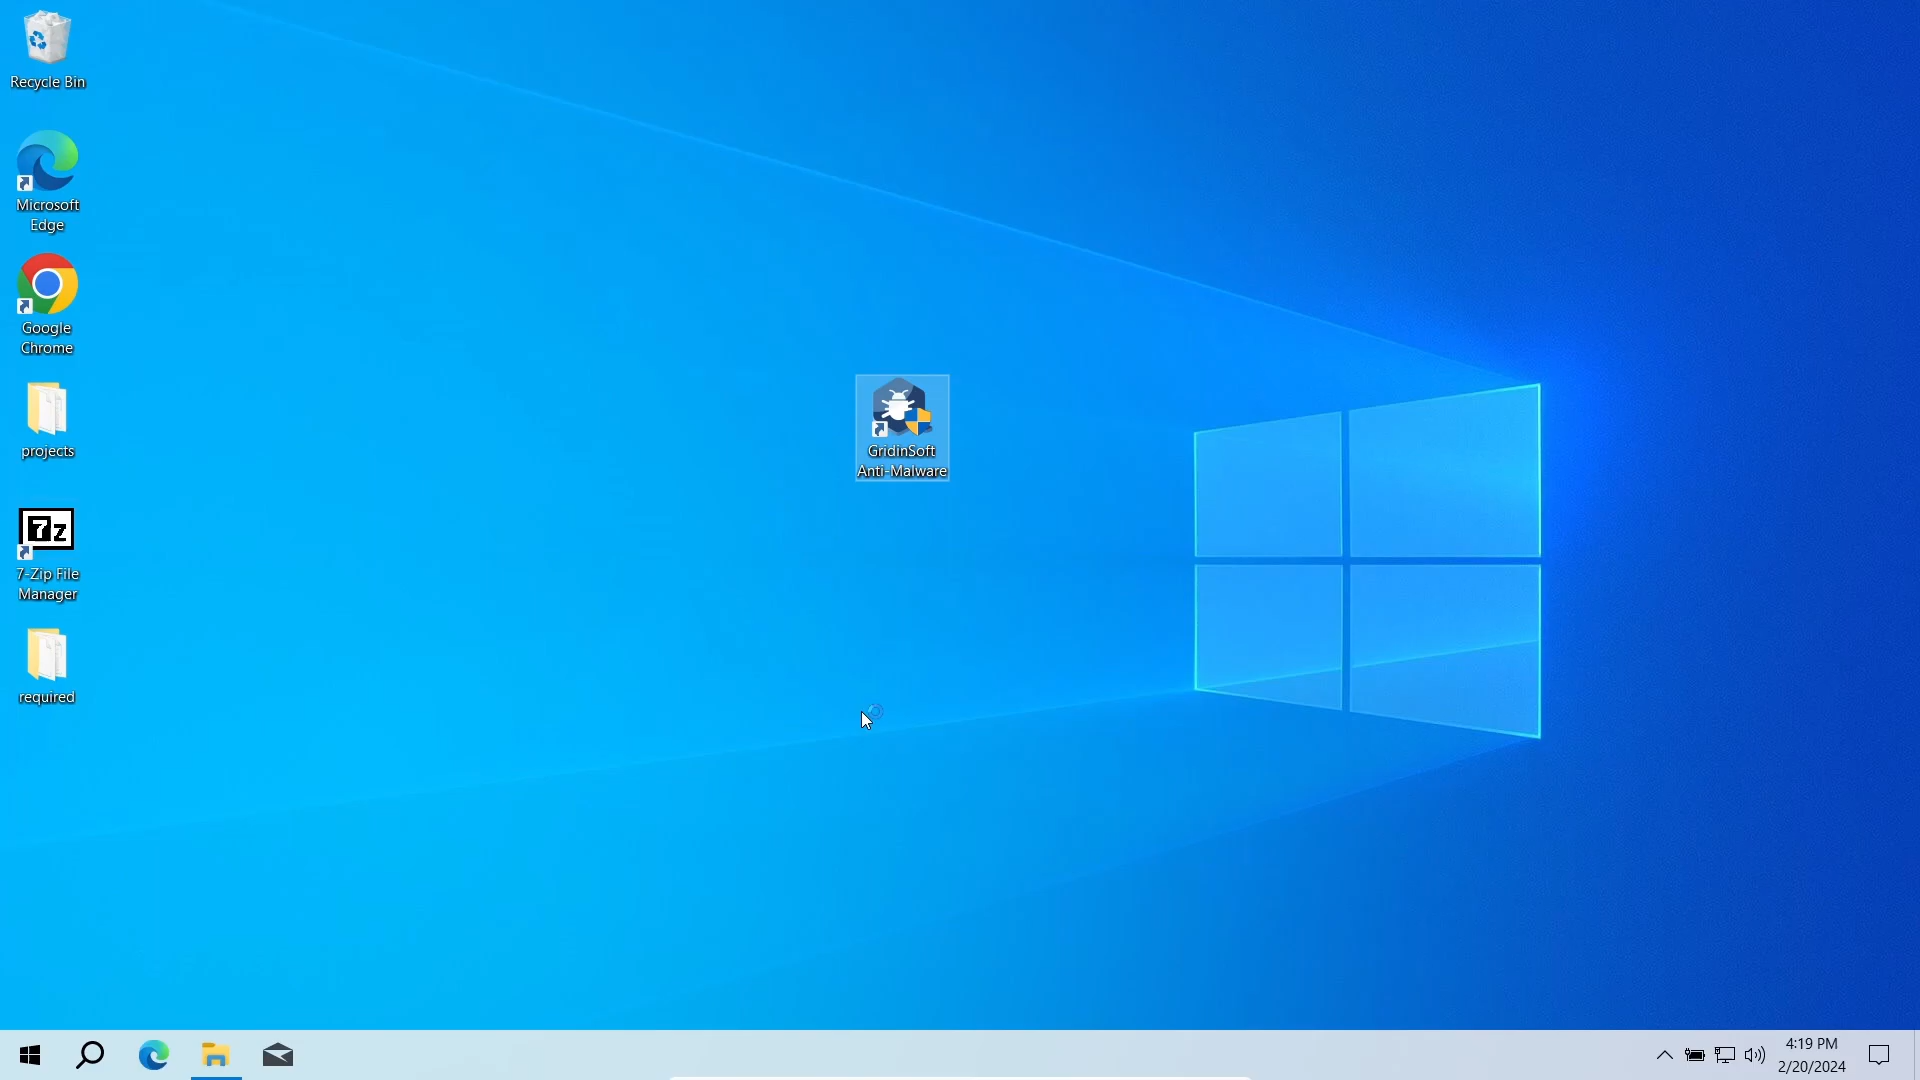 Recycle Bin
Microsoft
Edge
Google
Chrome
projects
7z
7-Zip File
Manager
required
GridinSoft
Anti-Malware
4:19 PM
2/20/2024